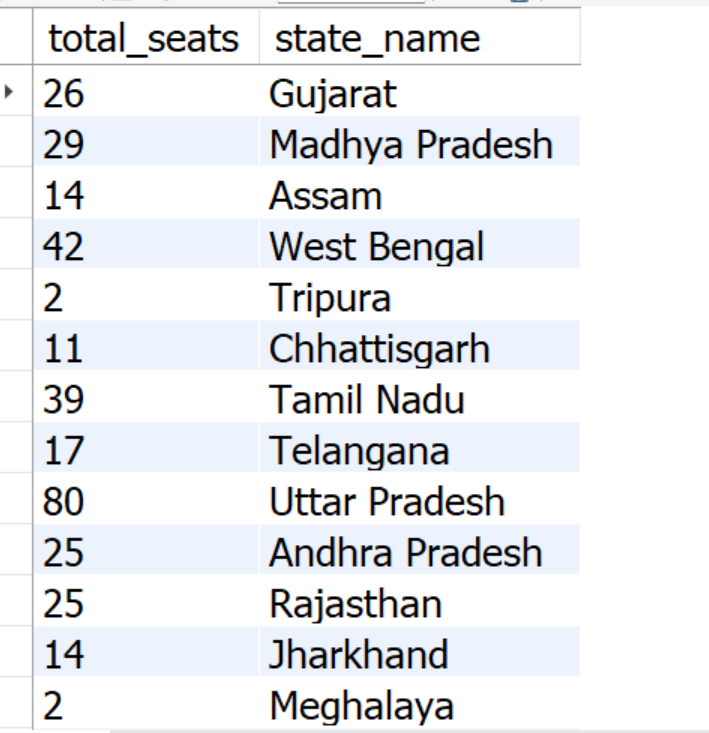 total_seats state_name
26 Gujarat
29 Madhya Pradesh
14 Assam
42 West Bengal
2 Tripura
11 Chhattisgarh
39 Tamil Nadu
17 Telangana
80 Uttar Pradesh
25 Andhra Pradesh
25 Rajasthan
14 Jharkhand
2 Meghalaya